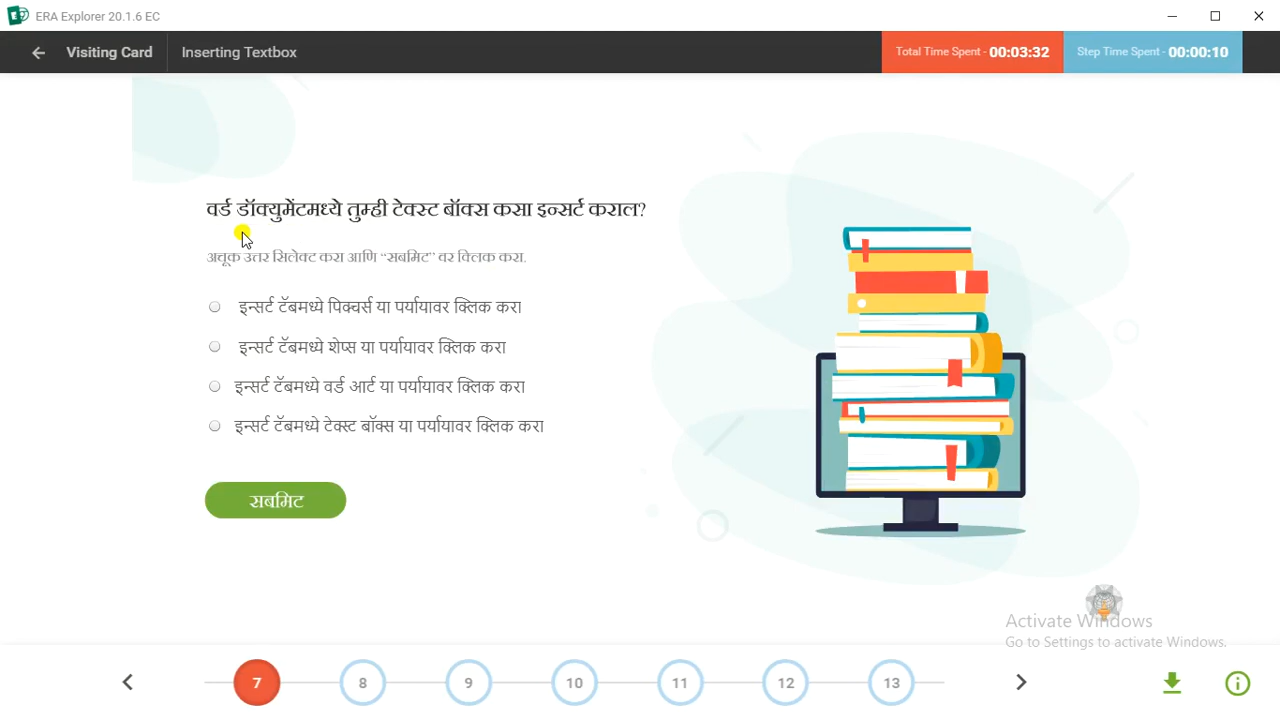 ERA Explorer 20.1.6 EC
Visiting Card
Inserting Textbox
Total Time Spent - 00:03:32
Step Time Spent - 00:00:10
वर्ड डॉक्युमेंटमध्ये तुम्ही टेक्स्ट बॉक्स कसा इन्सर्ट कराल?
अचूक उत्तर सिलेक्ट करा आणि “सबमिट” वर क्लिक करा.
इन्सर्ट टॅबमध्ये पिक्चर्स या पर्यायावर क्लिक करा
इन्सर्ट टॅबमध्ये शेप्स या पर्यायावर क्लिक करा
इन्सर्ट टॅबमध्ये वर्ड आर्ट या पर्यायावर क्लिक करा
इन्सर्ट टॅबमध्ये टेक्स्ट बॉक्स या पर्यायावर क्लिक करा
सबमिट
Activate Windows
Go to Settings to activate Windows.
7 8 9 10 11 12 13